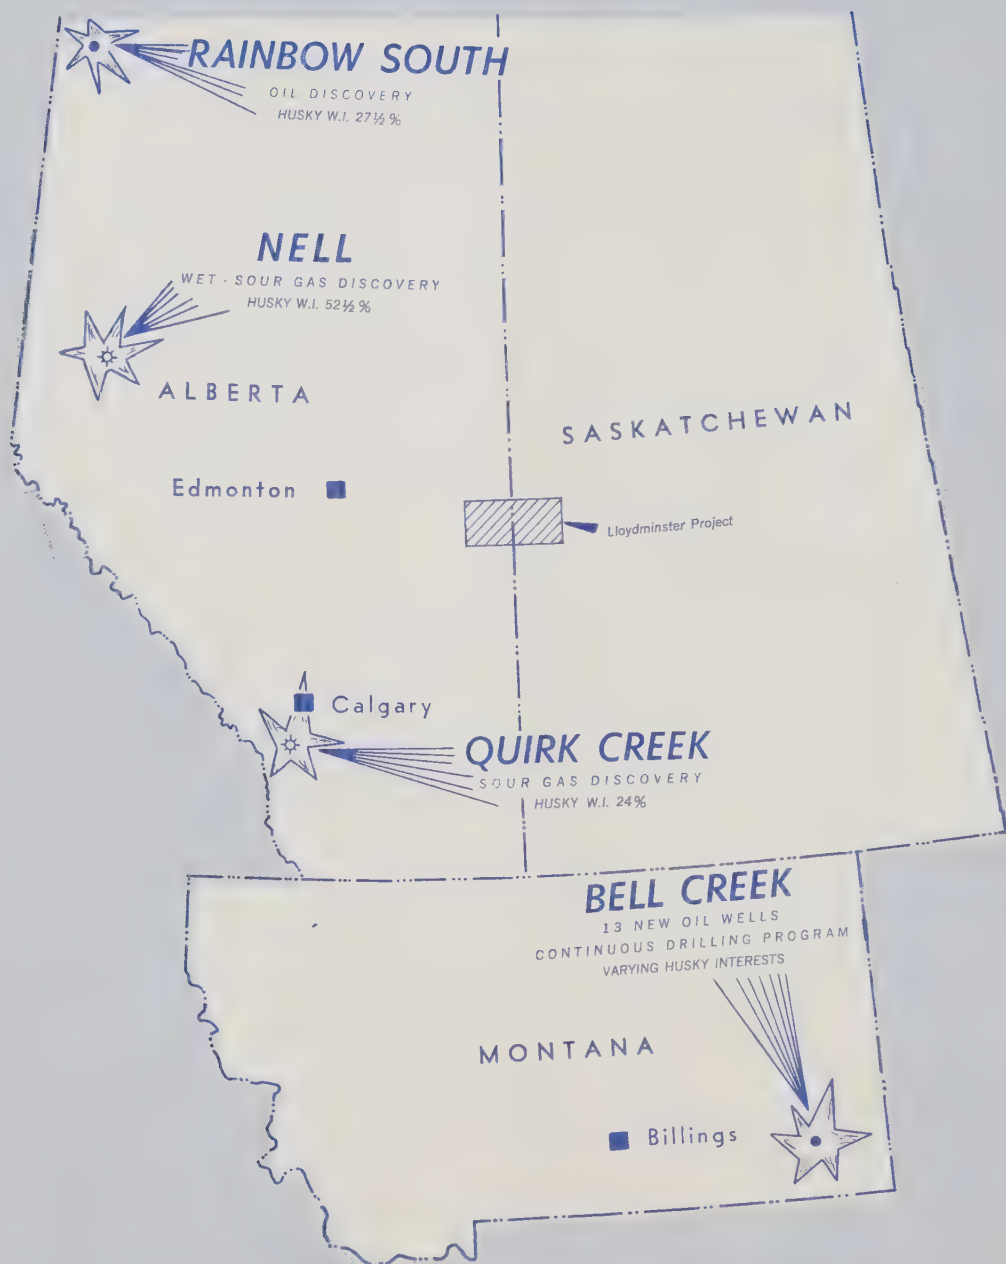 RAINBOW SOUTH
OIL DISCOVERY
HUSKY W.I. 27½ %
NELL
WET - SOUR GAS DISCOVERY
HUSKY W.I. 52½ %
ALBERTA
SASKATCHEWAN
Edmonton
Lloydminster Project
Calgary
QUIRK CREEK
SOUR GAS DISCOVERY
HUSKY W.I. 24%
BELL CREEK
13 NEW OIL WELLS
CONTINUOUS DRILLING PROGRAM
VARYING HUSKY INTERESTS
MONTANA
Billings